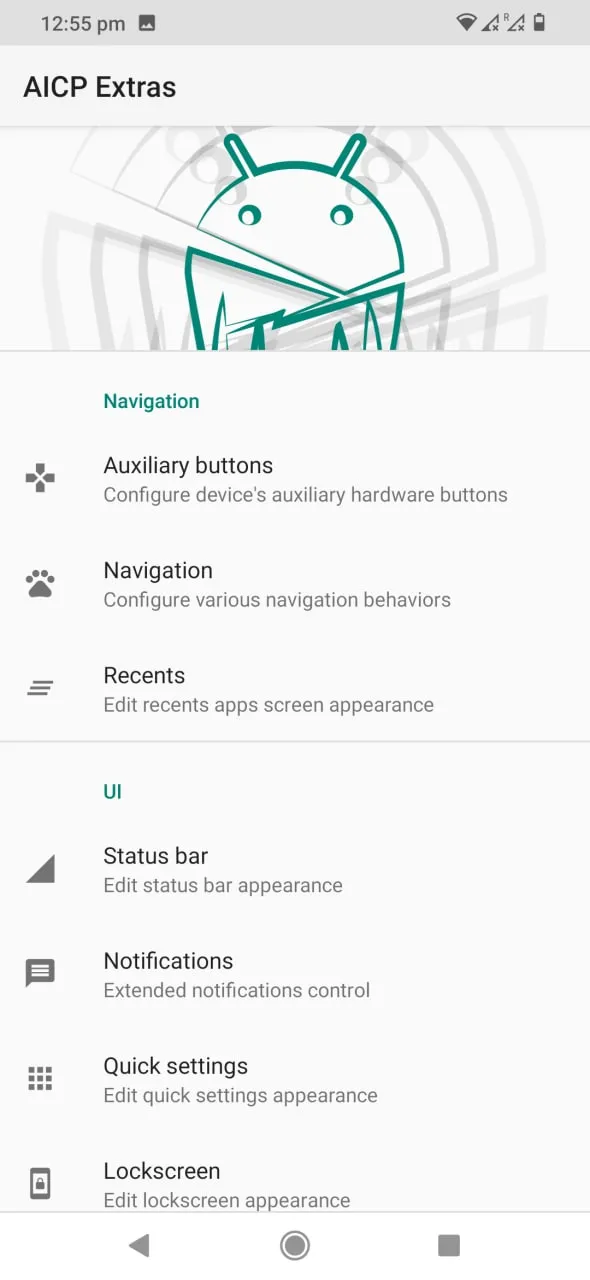 12:55 pm
R
AICP Extras
Navigation
Auxiliary buttons
Configure device's auxiliary hardware buttons
Navigation
Configure various navigation behaviors
Recents
Edit recents apps screen appearance
UI
Status bar
Edit status bar appearance
Notifications
Extended notifications control
Quick settings
Edit quick settings appearance
Lockscreen
Edit lockscreen appearance